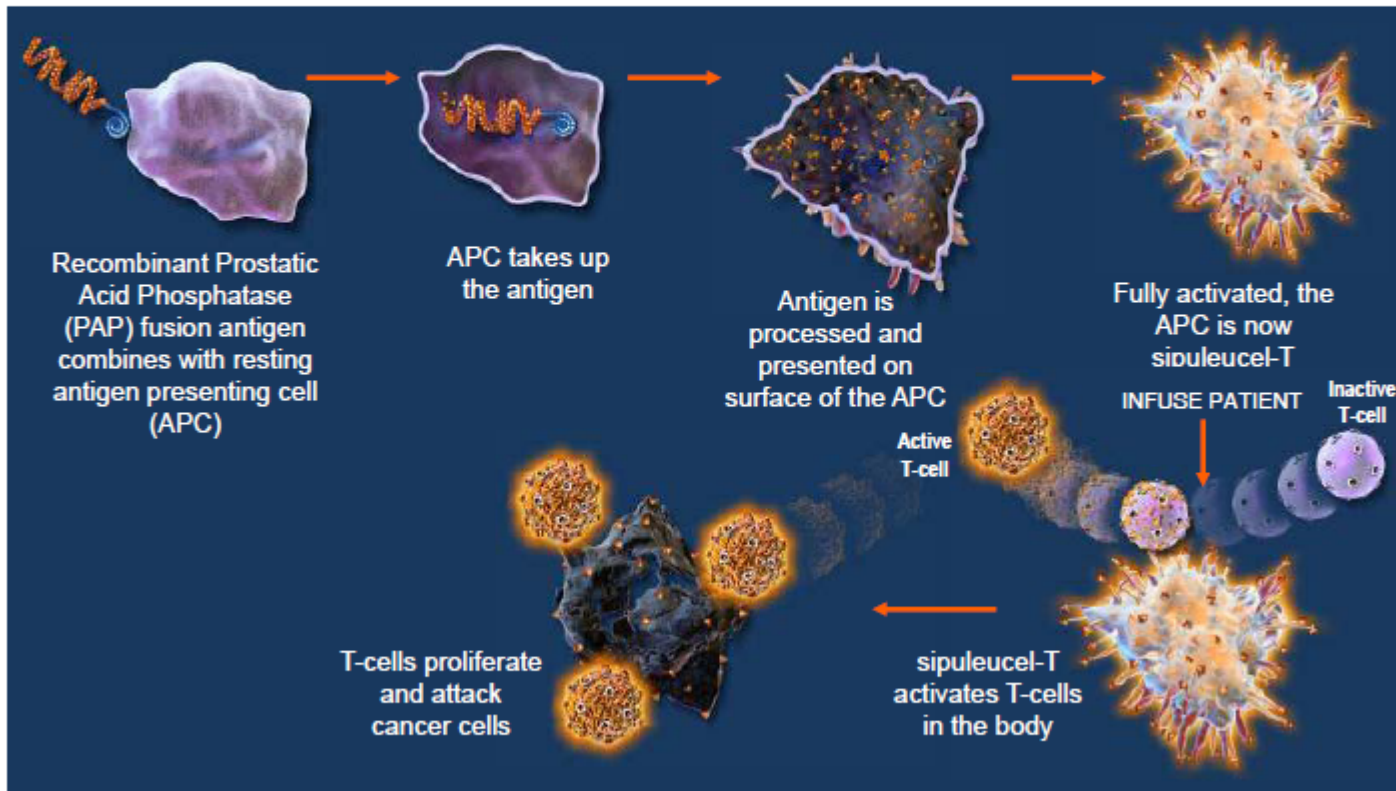 Recombinant Prostatic
Acid Phosphatase
(PAP) fusion antigen
combines with resting
antigen presenting cell
(APC)
APC takes up
the antigen
Antigen is
processed and
presented on
surface of the APC
Fully activated, the
APC is now
sipuleucel-T
INFUSE PATIENT
Inactive
T-cell
Active
T-cell
sipuleucel-T
activates T-cells
in the body
T-cells proliferate
and attack
cancer cells